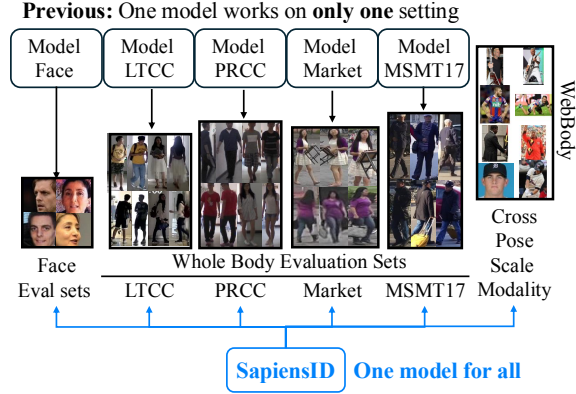 Previous: One model works on only one setting
Model
Face
Model
LTCC
Model
PRCC
Model
Market
Model
MSMT17
WebBody
Face
Eval sets
Whole Body Evaluation Sets
LTCC
PRCC
Market
MSMT17
Cross
Pose
Scale
Modality
SapiensID
One model for all